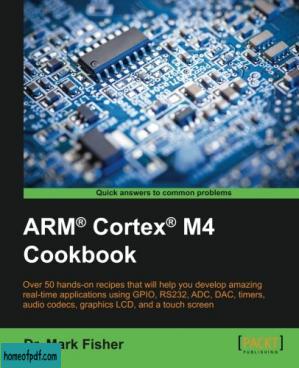 Quick answers to common problems
ARM® Cortex® M4
Cookbook
Over 50 hands-on recipes that will help you develop amazing
real-time applications using GPIO, RS232, ADC, DAC, timers,
audio codecs, graphics LCD, and a touch screen
Dr. Mark Fisher
[PACKT]
PUBLISHING
homeofpdf.com